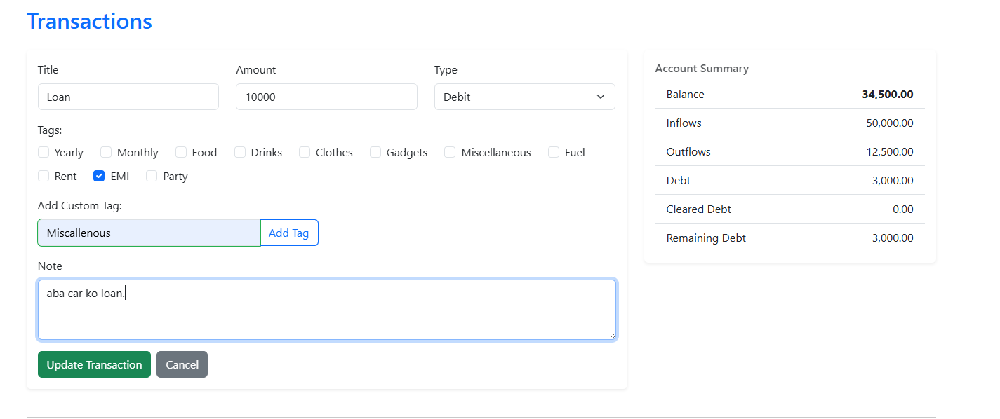 Transactions
Title
Loan
Amount
10000
Type
Debit
Tags:
Yearly Monthly Food Drinks Clothes Gadgets Miscellaneous Fuel
Rent EMI Party
Add Custom Tag:
Miscallenous Add Tag
Note
aba car ko loan.
Update Transaction Cancel
Account Summary
Balance 34,500.00
Inflows 50,000.00
Outflows 12,500.00
Debt 3,000.00
Cleared Debt 0.00
Remaining Debt 3,000.00